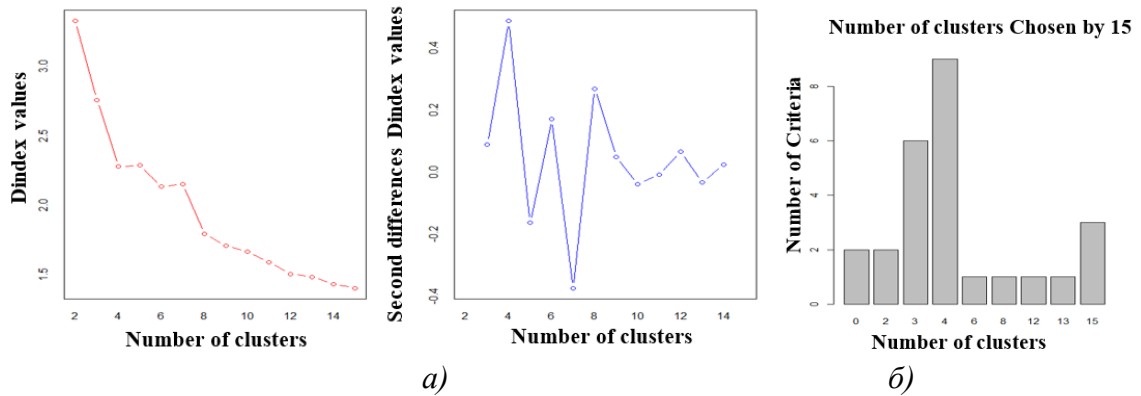 Dindex values
3.0
2.5
2.0
1.5
2 4 6 8 10 12 14
Number of clusters
Second differences Dindex values
0.4
0.2
0.0
-0.2
-0.4
2 4 6 8 10 12 14
Number of clusters
а)
Number of clusters Chosen by 15
Number of Criteria
8
6
4
2
0
0 2 3 4 6 8 12 13 15
Number of clusters
б)